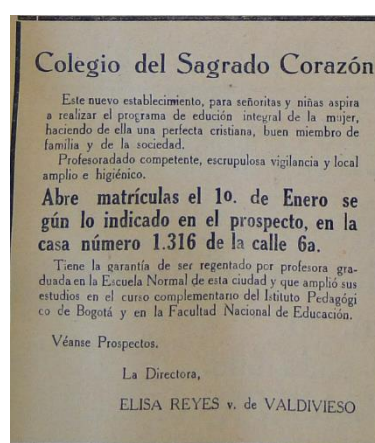 Colegio del Sagrado Corazón
Este nuevo establecimiento, para señoritas y niñas aspira
a realizar el programa de edución integral de la mujer,
haciendo de ella una perfecta cristiana, buen miembro de
familia y de la sociedad.
Profesoradado competente, escrupulosa vigilancia y local
amplio e higiénico.
Abre matrículas el 1o. de Enero se
gún lo indicado en el prospecto, en la
casa número 1.316 de la calle 6a.
Tiene la garantía de ser regentado por profesora gra-
duada en la Escuela Normal de esta ciudad y que amplió sus
estudios en el curso complementario del Istituto Pedagógi
co de Bogotá y en la Facultad Nacional de Educación.
Véanse Prospectos.
La Directora,
ELISA REYES v. de VALDIVIESO